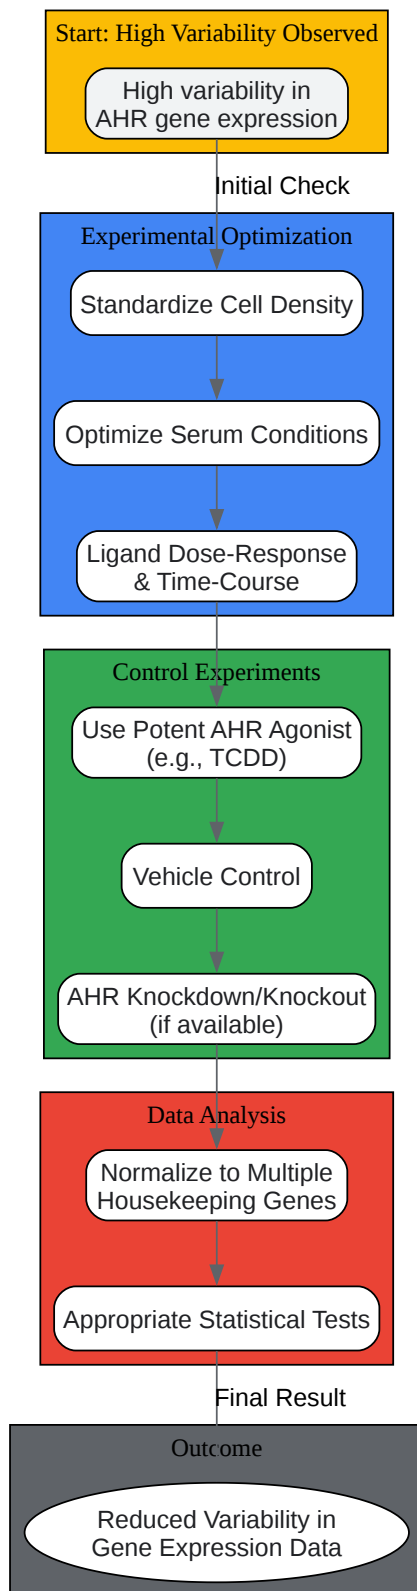 Start: High Variability Observed
High variability in
AHR gene expression
Initial Check
Experimental Optimization
Standardize Cell Density
Optimize Serum Conditions
Ligand Dose-Response
& Time-Course
Control Experiments
Use Potent AHR Agonist
(e.g., TCDD)
Vehicle Control
AHR Knockdown/Knockout
(if available)
Data Analysis
Normalize to Multiple
Housekeeping Genes
Appropriate Statistical Tests
Final Result
Outcome
Reduced Variability in
Gene Expression Data